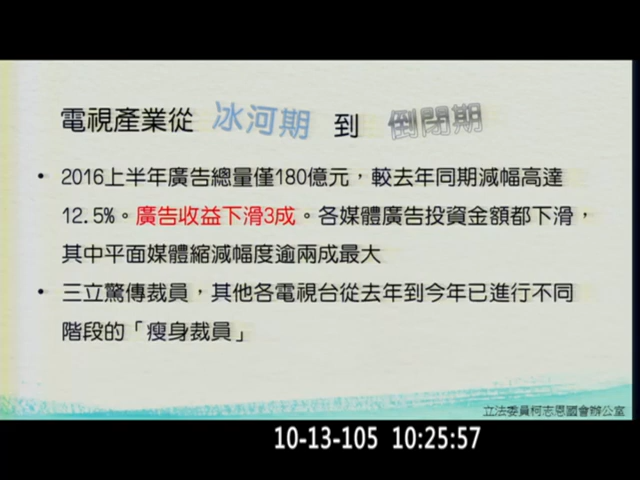 電視產業從 冰河期 到 倒閉期
• 2016上半年廣告總量僅180億元，較去年同期減幅高達
12.5%。廣告收益下滑3成。各媒體廣告投資金額都下滑，
其中平面媒體縮減幅度逾兩成最大
• 三立驚傳裁員，其他各電視台從去年到今年已進行不同
階段的「瘦身裁員」
立法委員柯志恩國會辦公室
10-13-105 10:25:57